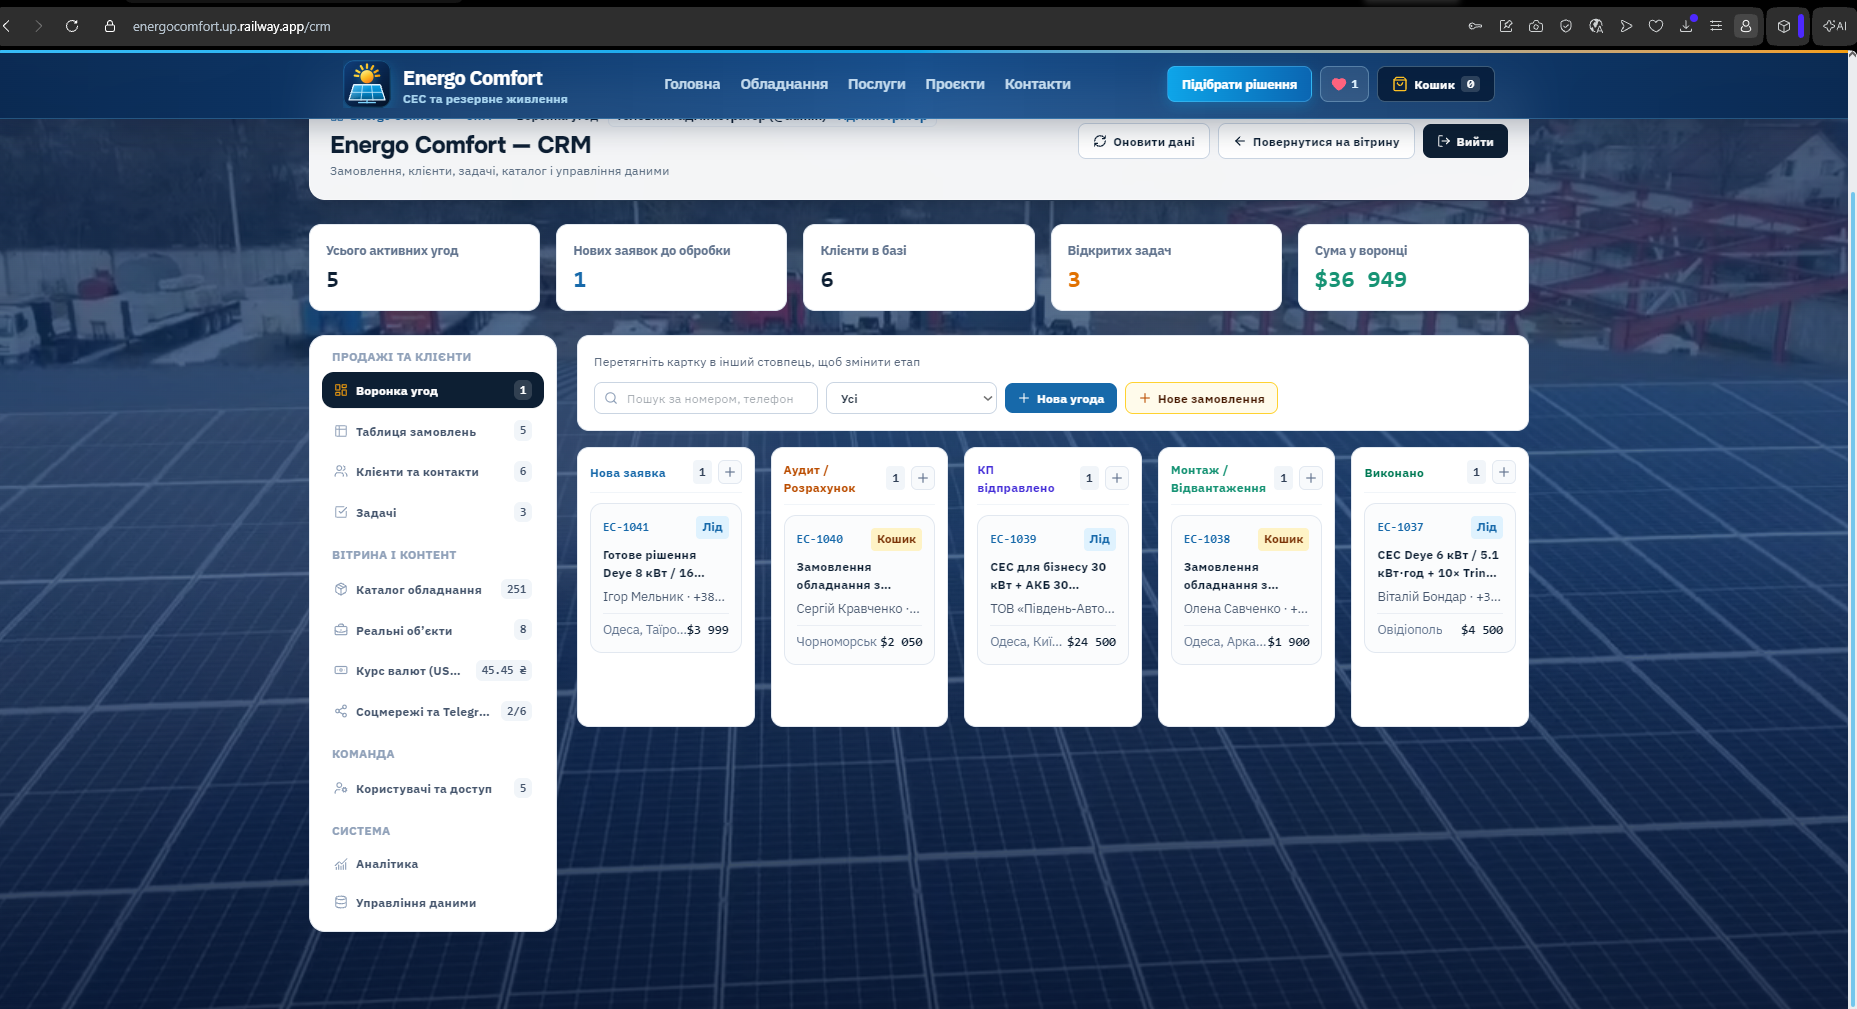 energocomfort.up.railway.app/crm
AI
Energo Comfort
СЕС та резервне живлення
Головна
Обладнання
Послуги
Проєкти
Контакти
Підібрати рішення
1
Кошик 0
Energo Comfort — CRM
Замовлення, клієнти, задачі, каталог і управління даними
Оновити дані
Повернутися на вітрину
Вийти
Усього активних угод
5
Нових заявок до обробки
1
Клієнти в базі
6
Відкритих задач
3
Сума у воронці
$36 949
ПРОДАЖІ ТА КЛІЄНТИ
Воронка угод 1
Таблиця замовлень 5
Клієнти та контакти 6
Задачі 3
ВІТРИНА І КОНТЕНТ
Каталог обладнання 251
Реальні об’єкти 8
Курс валют (US... 45.45 ₴
Соцмережі та Telegr... 2/6
КОМАНДА
Користувачі та доступ 5
СИСТЕМА
Аналітика
Управління даними
Перетягніть картку в інший стовпець, щоб змінити етап
Пошук за номером, телефон
Усі
+ Нова угода
+ Нове замовлення
Нова заявка 1 +
EC-1041 Лід
Готове рішення
Deye 8 кВт / 16...
Ігор Мельник · +38...
Одеса, Таїро... $3 999
Аудит /
Розрахунок 1 +
EC-1040 Кошик
Замовлення
обладнання з...
Сергій Кравченко ·...
Чорноморськ $2 050
КП
відправлено 1 +
EC-1039 Лід
СЕС для бізнесу 30
кВт + АКБ 30...
ТОВ «Південь-Авто...
Одеса, Киї... $24 500
Монтаж /
Відвантаження 1 +
EC-1038 Кошик
Замовлення
обладнання з...
Олена Савченко · +...
Одеса, Арка... $1 900
Виконано 1 +
EC-1037 Лід
СЕС Deye 6 кВт / 5.1
кВт·год + 10× Trin...
Віталій Бондар · +3...
Овідіополь $4 500